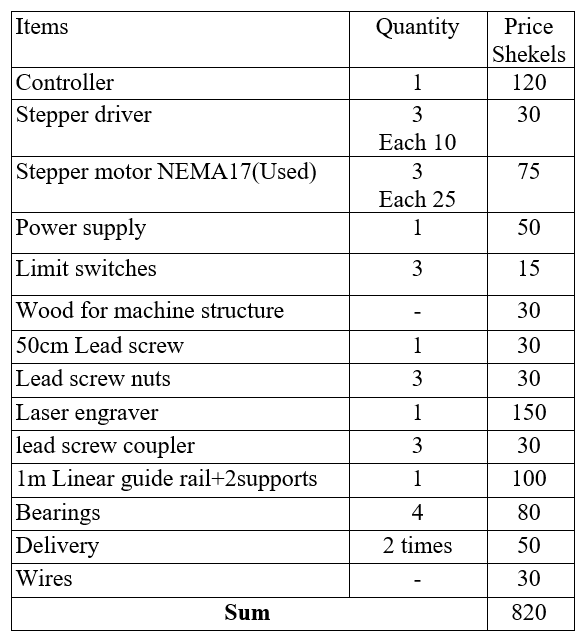 Items Quantity Price
Shekels
Controller 1 120
Stepper driver 3 30
Each 10
Stepper motor NEMA17(Used) 3 75
Each 25
Power supply 1 50
Limit switches 3 15
Wood for machine structure - 30
50cm Lead screw 1 30
Lead screw nuts 3 30
Laser engraver 1 150
lead screw coupler 3 30
1m Linear guide rail+2supports 1 100
Bearings 4 80
Delivery 2 times 50
Wires - 30
Sum 820